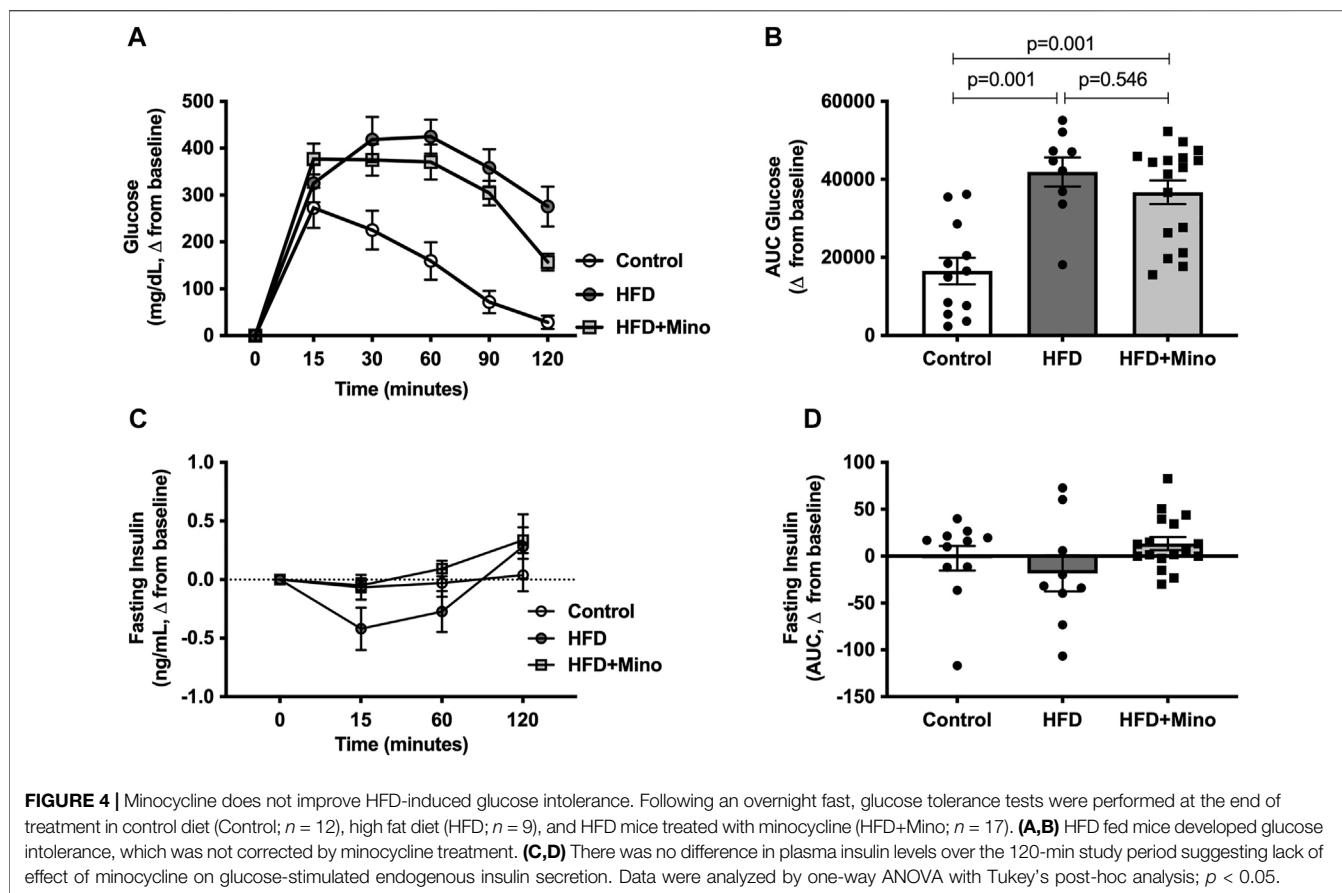 A
Glucose
(mg/dL, Δ from baseline)
500
400
300
200
100
0
0 15 30 60 90 120
Time (minutes)
Control
HFD
HFD+Mino
B
p=0.001
p=0.001 p=0.546
AUC Glucose
(Δ from baseline)
60000
40000
20000
0
Control HFD HFD+Mino
C
Fasting Insulin
(ng/mL, Δ from baseline)
1.0
0.5
0.0
-0.5
-1.0
0 15 60 120
Time (minutes)
Control
HFD
HFD+Mino
D
Fasting Insulin
(AUC, Δ from baseline)
100
50
0
-50
-100
-150
Control HFD HFD+Mino
FIGURE 4 | Minocycline does not improve HFD-induced glucose intolerance. Following an overnight fast, glucose tolerance tests were performed at the end of
treatment in control diet (Control; n = 12), high fat diet (HFD; n = 9), and HFD mice treated with minocycline (HFD+Mino; n = 17). (A,B) HFD fed mice developed glucose
intolerance, which was not corrected by minocycline treatment. (C,D) There was no difference in plasma insulin levels over the 120-min study period suggesting lack of
effect of minocycline on glucose-stimulated endogenous insulin secretion. Data were analyzed by one-way ANOVA with Tukey's post-hoc analysis; p < 0.05.